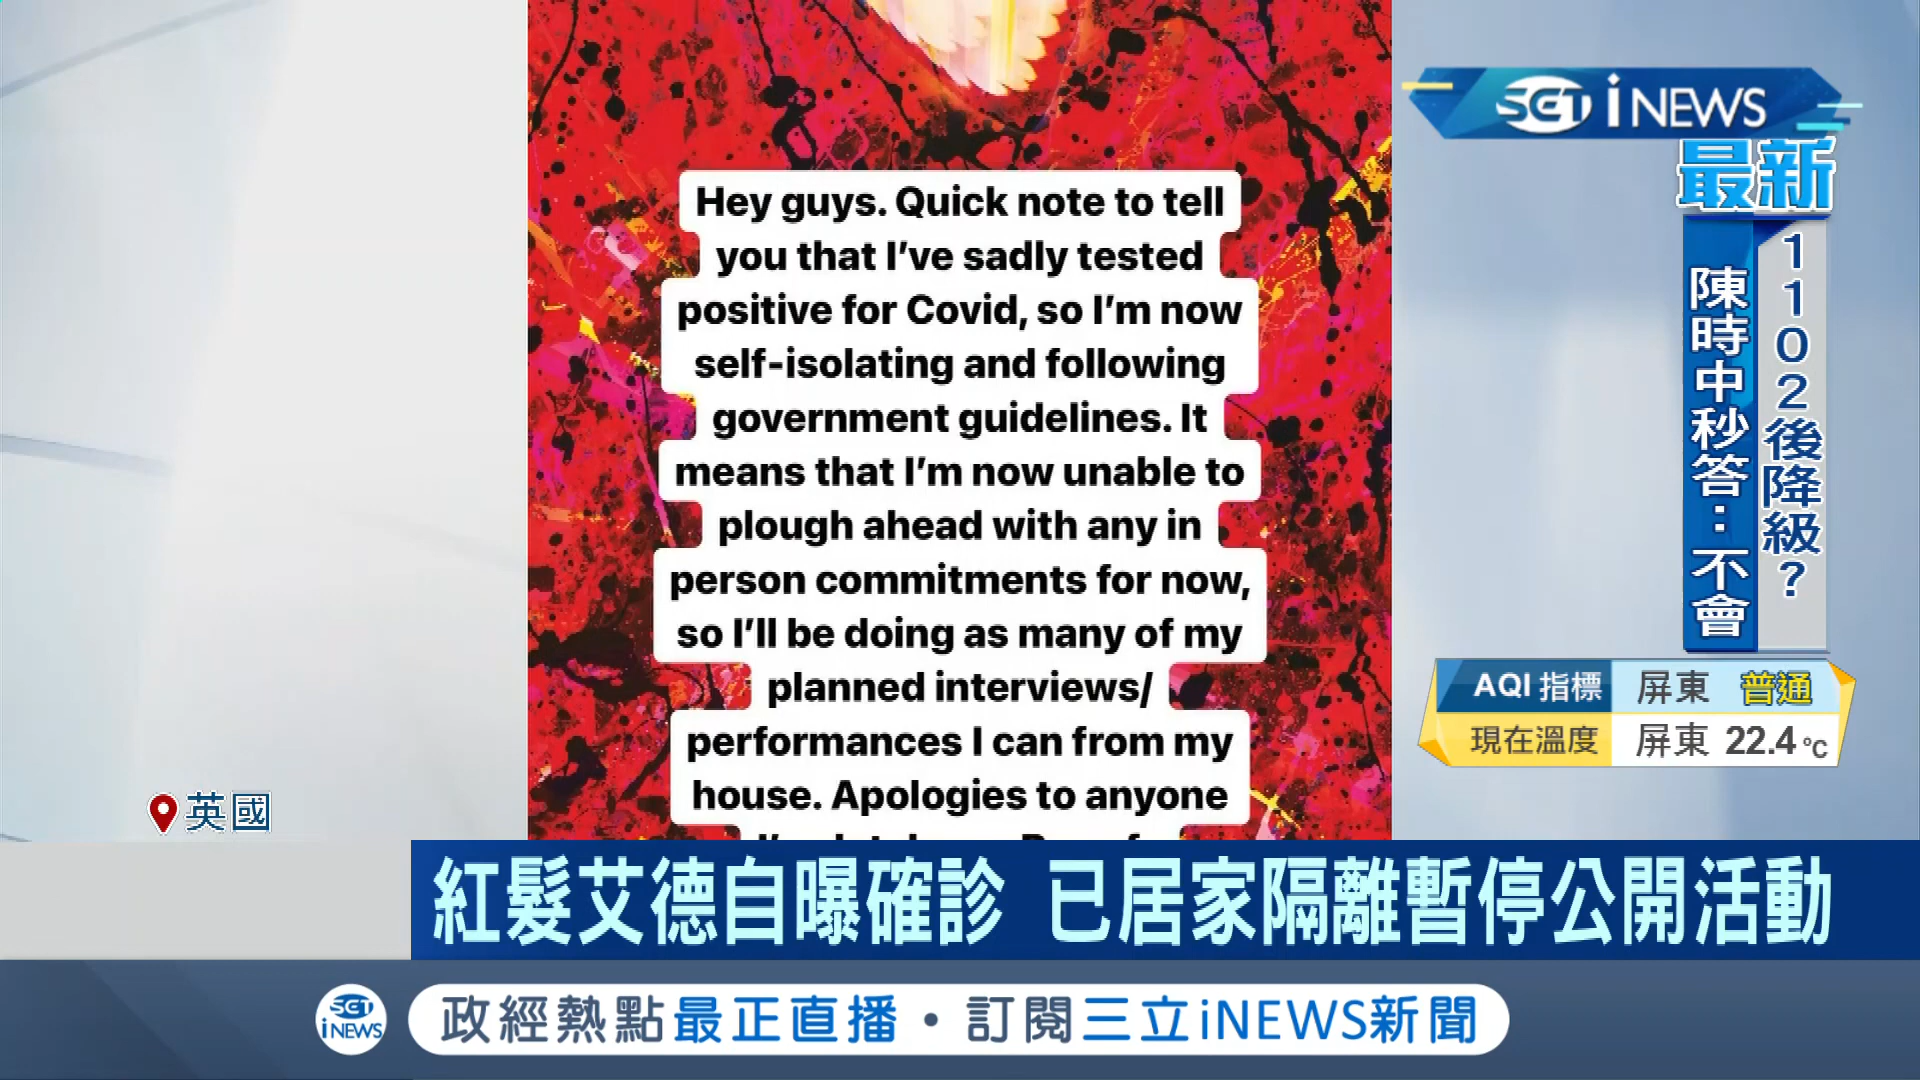 Hey guys. Quick note to tell
you that I've sadly tested
positive for Covid, so I'm now
self-isolating and following
government guidelines. It
means that I'm now unable to
plough ahead with any in
person commitments for now,
so I'll be doing as many of my
planned interviews/
performances I can from my
house. Apologies to anyone
SET iNEWS
最新
1102後降級?
陳時中秒答:不會
AQI 指標 屏東 普通
現在溫度 屏東 22.4 °C
英國
紅髮艾德自曝確診 已居家隔離暫停公開活動
SET iNEWS
政經熱點最正直播・訂閱三立iNEWS新聞